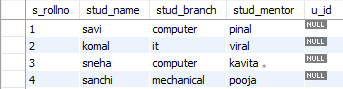 s_rollno stud_name stud_branch stud_mentor u_id
1 savi computer pinal NULL
2 komal it viral NULL
3 sneha computer kavita . NULL
4 sanchi mechanical pooja NULL